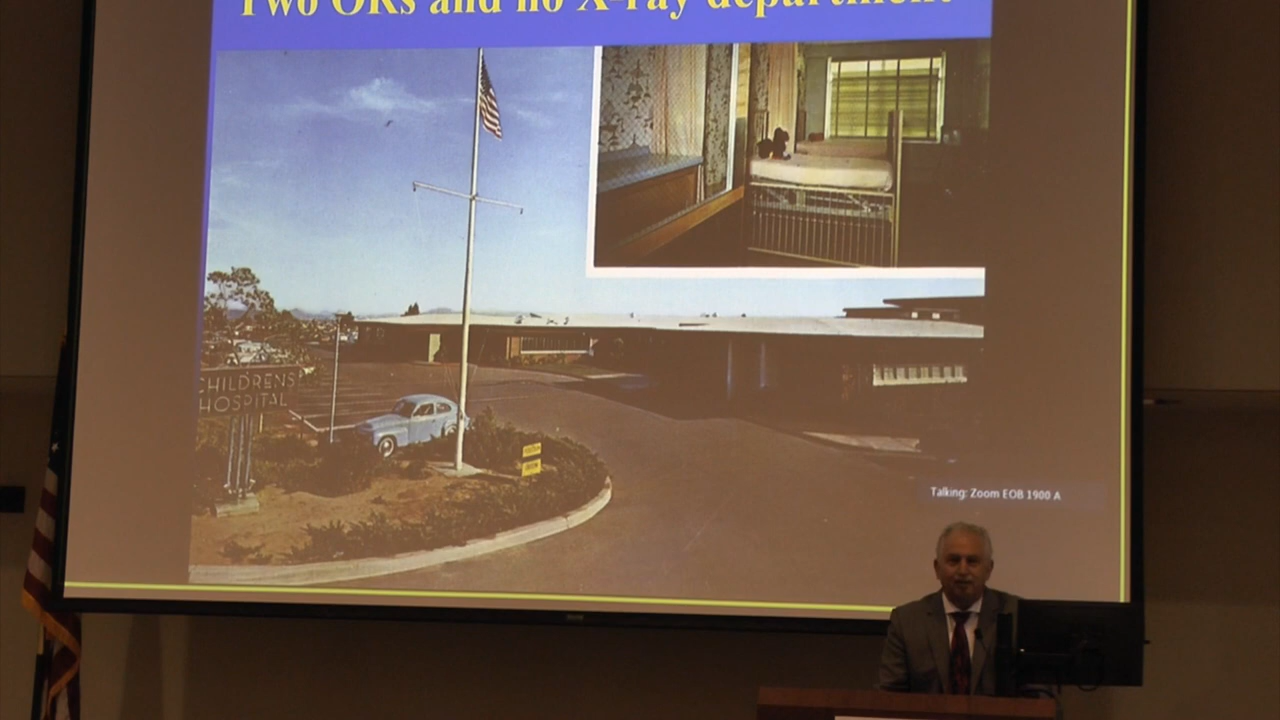 Two ORs and no X-ray department
CHILDRENS
HOSPITAL
Talking: Zoom EOB 1900 A